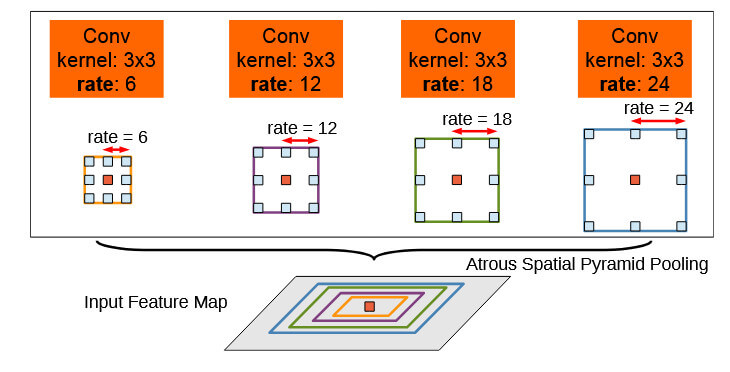 Conv
kernel: 3x3
rate: 6
Conv
kernel: 3x3
rate: 12
Conv
kernel: 3x3
rate: 18
Conv
kernel: 3x3
rate: 24
rate = 6
rate = 12
rate = 18
rate = 24
Atrous Spatial Pyramid Pooling
Input Feature Map